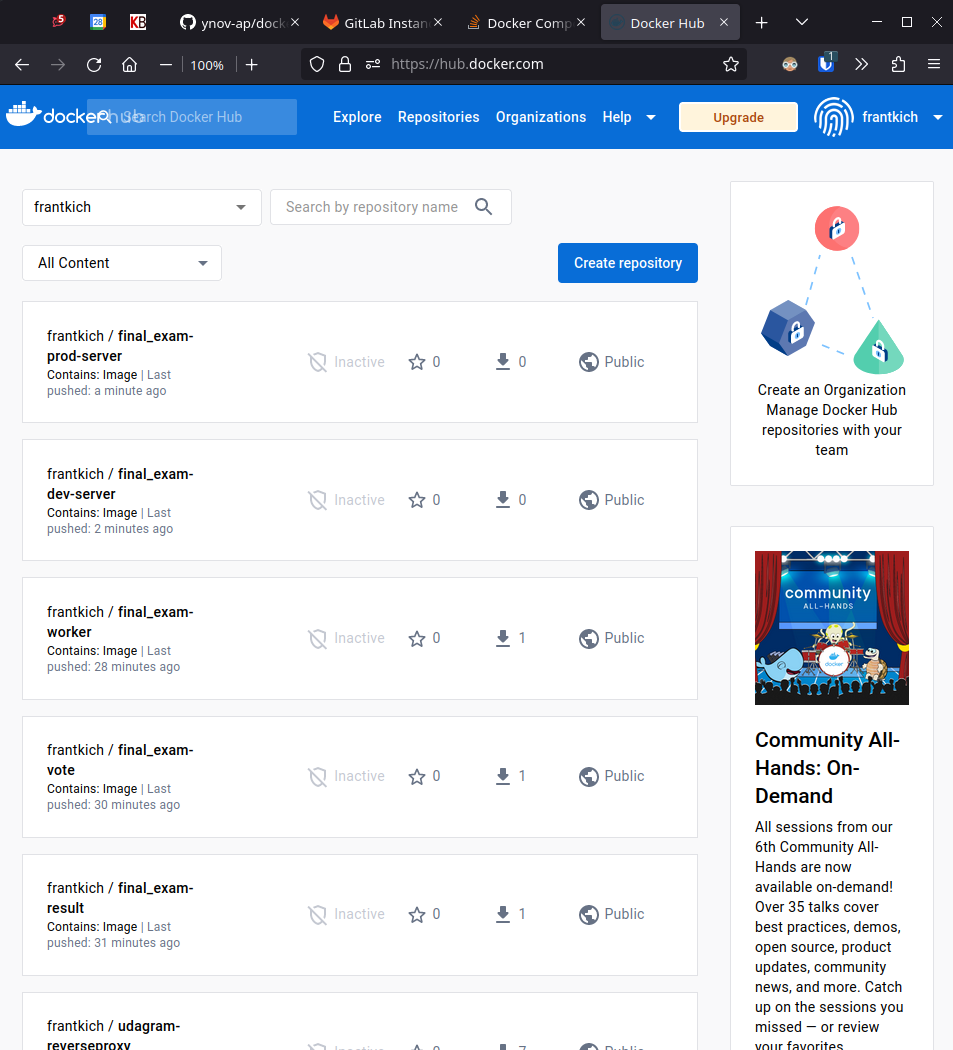 5
28
KB
ynov-ap/dock
GitLab Instan
Docker Comp
Docker Hub
100%
https://hub.docker.com
1
dockerhub
Search Docker Hub
Explore
Repositories
Organizations
Help
Upgrade
frantkich
frantkich
Search by repository name
All Content
Create repository
frantkich / final_exam-
prod-server
Contains: Image | Last
pushed: a minute ago
Inactive
0
0
Public
frantkich / final_exam-
dev-server
Contains: Image | Last
pushed: 2 minutes ago
Inactive
0
0
Public
frantkich / final_exam-
worker
Contains: Image | Last
pushed: 28 minutes ago
Inactive
0
1
Public
frantkich / final_exam-
vote
Contains: Image | Last
pushed: 30 minutes ago
Inactive
0
1
Public
frantkich / final_exam-
result
Contains: Image | Last
pushed: 31 minutes ago
Inactive
0
1
Public
frantkich / udagram-
reverseproxy
Inactive
0
7
Public
Create an Organization
Manage Docker Hub
repositories with your
team
community
ALL-HANDS
docker
Community All-
Hands: On-
Demand
All sessions from our
6th Community All-
Hands are now
available on-demand!
Over 35 talks cover
best practices, demos,
open source, product
updates, community
news, and more. Catch
up on the sessions you
missed — or review
your favorites